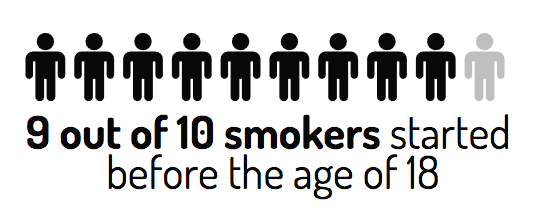 9 out of 10 smokers started
before the age of 18